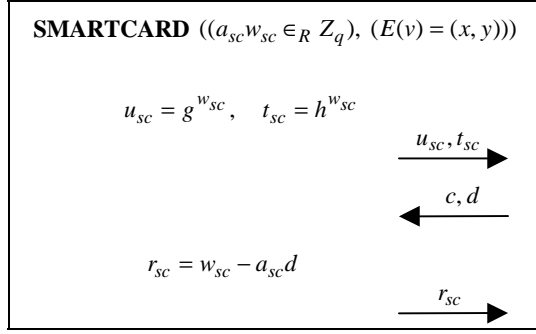 SMARTCARD ((a_{sc}w_{sc} ∈_R Z_q), (E(v) = (x, y)))
u_{sc} = g^{w_{sc}}, t_{sc} = h^{w_{sc}}
u_{sc}, t_{sc}
c, d
r_{sc} = w_{sc} − a_{sc}d
r_{sc}